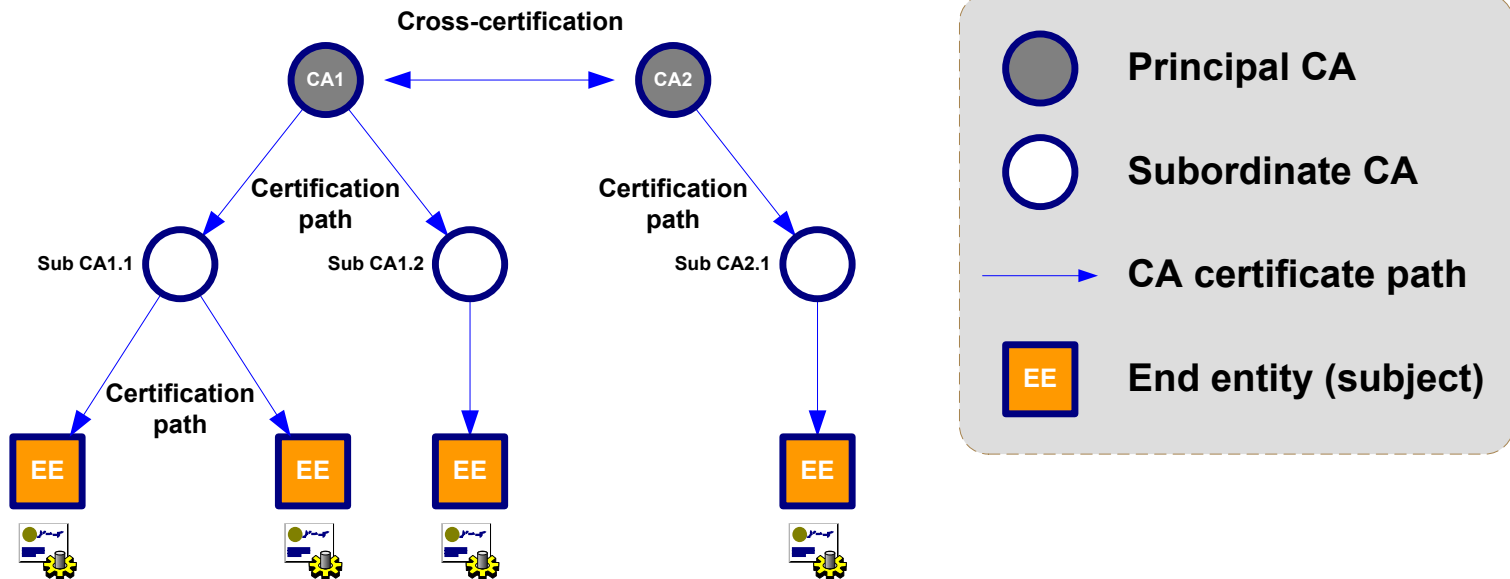 Cross-certification
CA1
CA2
Certification
path
Certification
path
Sub CA1.1
Sub CA1.2
Sub CA2.1
Certification
path
EE
EE
EE
EE
Principal CA
Subordinate CA
CA certificate path
EE
End entity (subject)